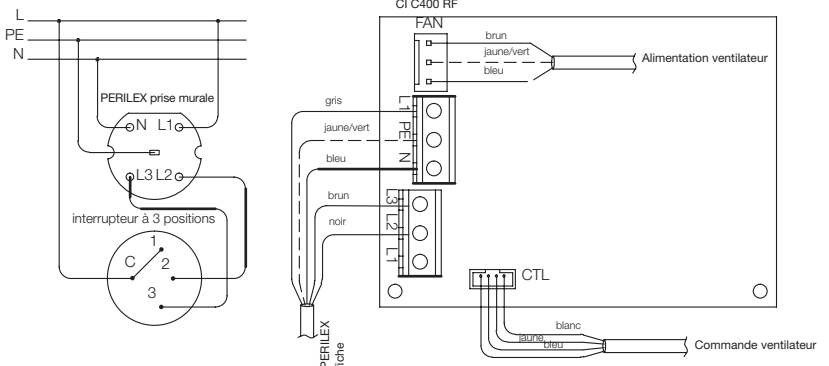 L
PE
N
PERILEX prise murale
N L1
L3 L2
interrupteur à 3 positions
1
C
2
3
CI C400 RF
FAN
brun
jaune/vert
bleu
Alimentation ventilateur
gris
L1
jaune/vert
PE
bleu
N
brun
L3
noir
L2
L1
CTL
blanc
jaune
bleu
Commande ventilateur
PERILEX
fiche